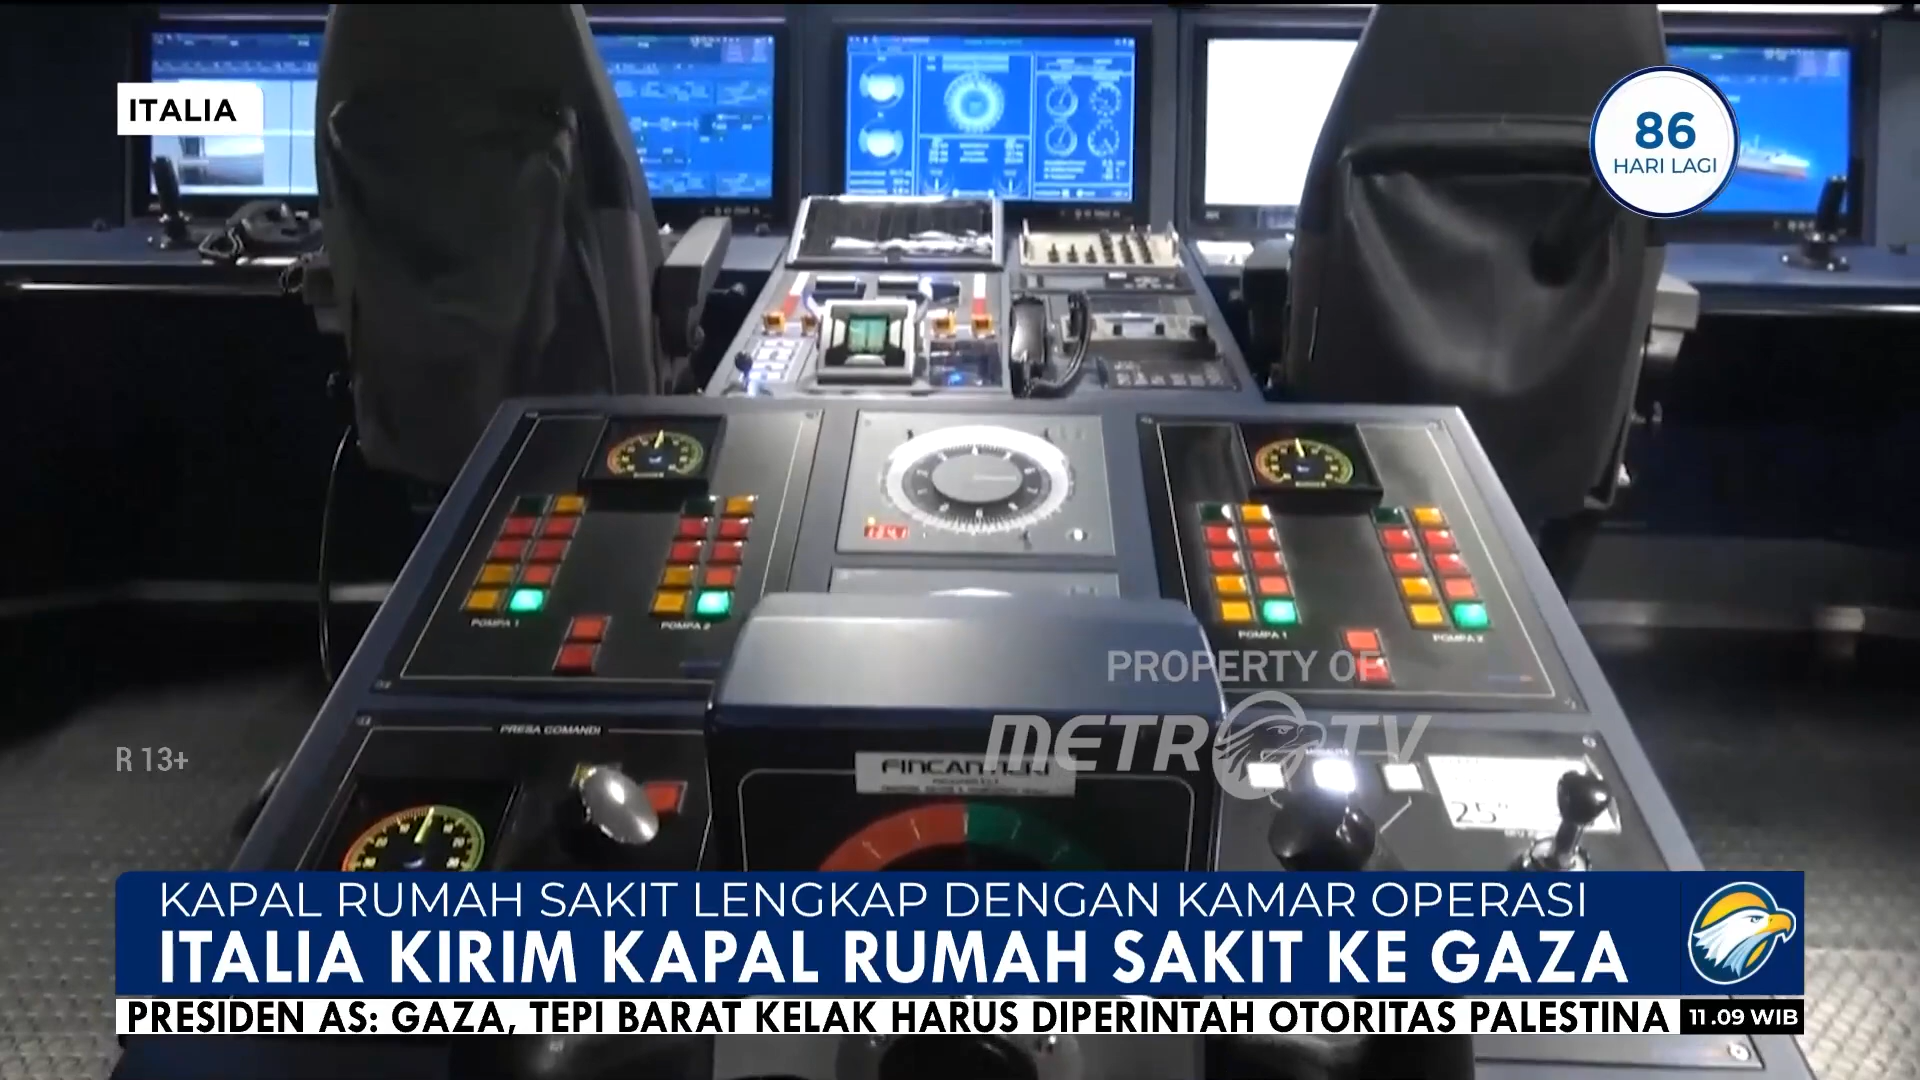 ITALIA
86
HARI LAGI
POMPA 1
POMPA 2
POMPA 1
POMPA 2
PROPERTY OF
METRO TV
PRESA COMANDI
R 13+
FINCANTIERI
25°
KAPAL RUMAH SAKIT LENGKAP DENGAN KAMAR OPERASI
ITALIA KIRIM KAPAL RUMAH SAKIT KE GAZA
PRESIDEN AS: GAZA, TEPI BARAT KELAK HARUS DIPERINTAH OTORITAS PALESTINA
11.09 WIB